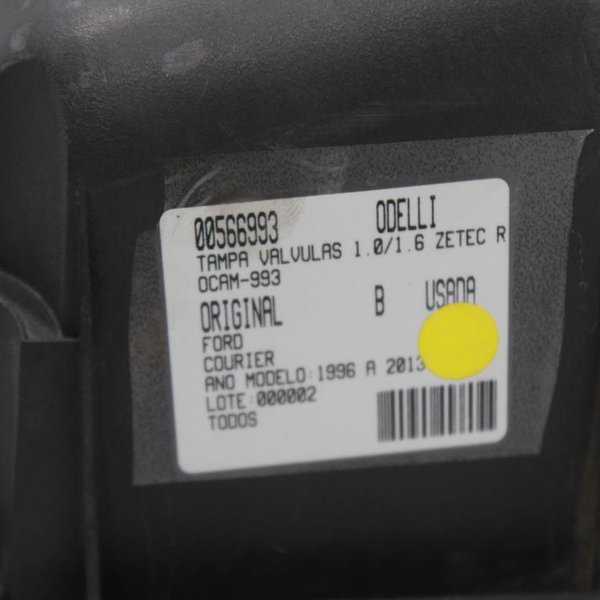 00566993 ODELLI
TAMPA VALVULAS 1.0/1.6 ZETEC R
OCAM-993
ORIGINAL B USADA
FORD
COURIER
ANO MODELO:1996 A 2013
LOTE:000002
TODOS